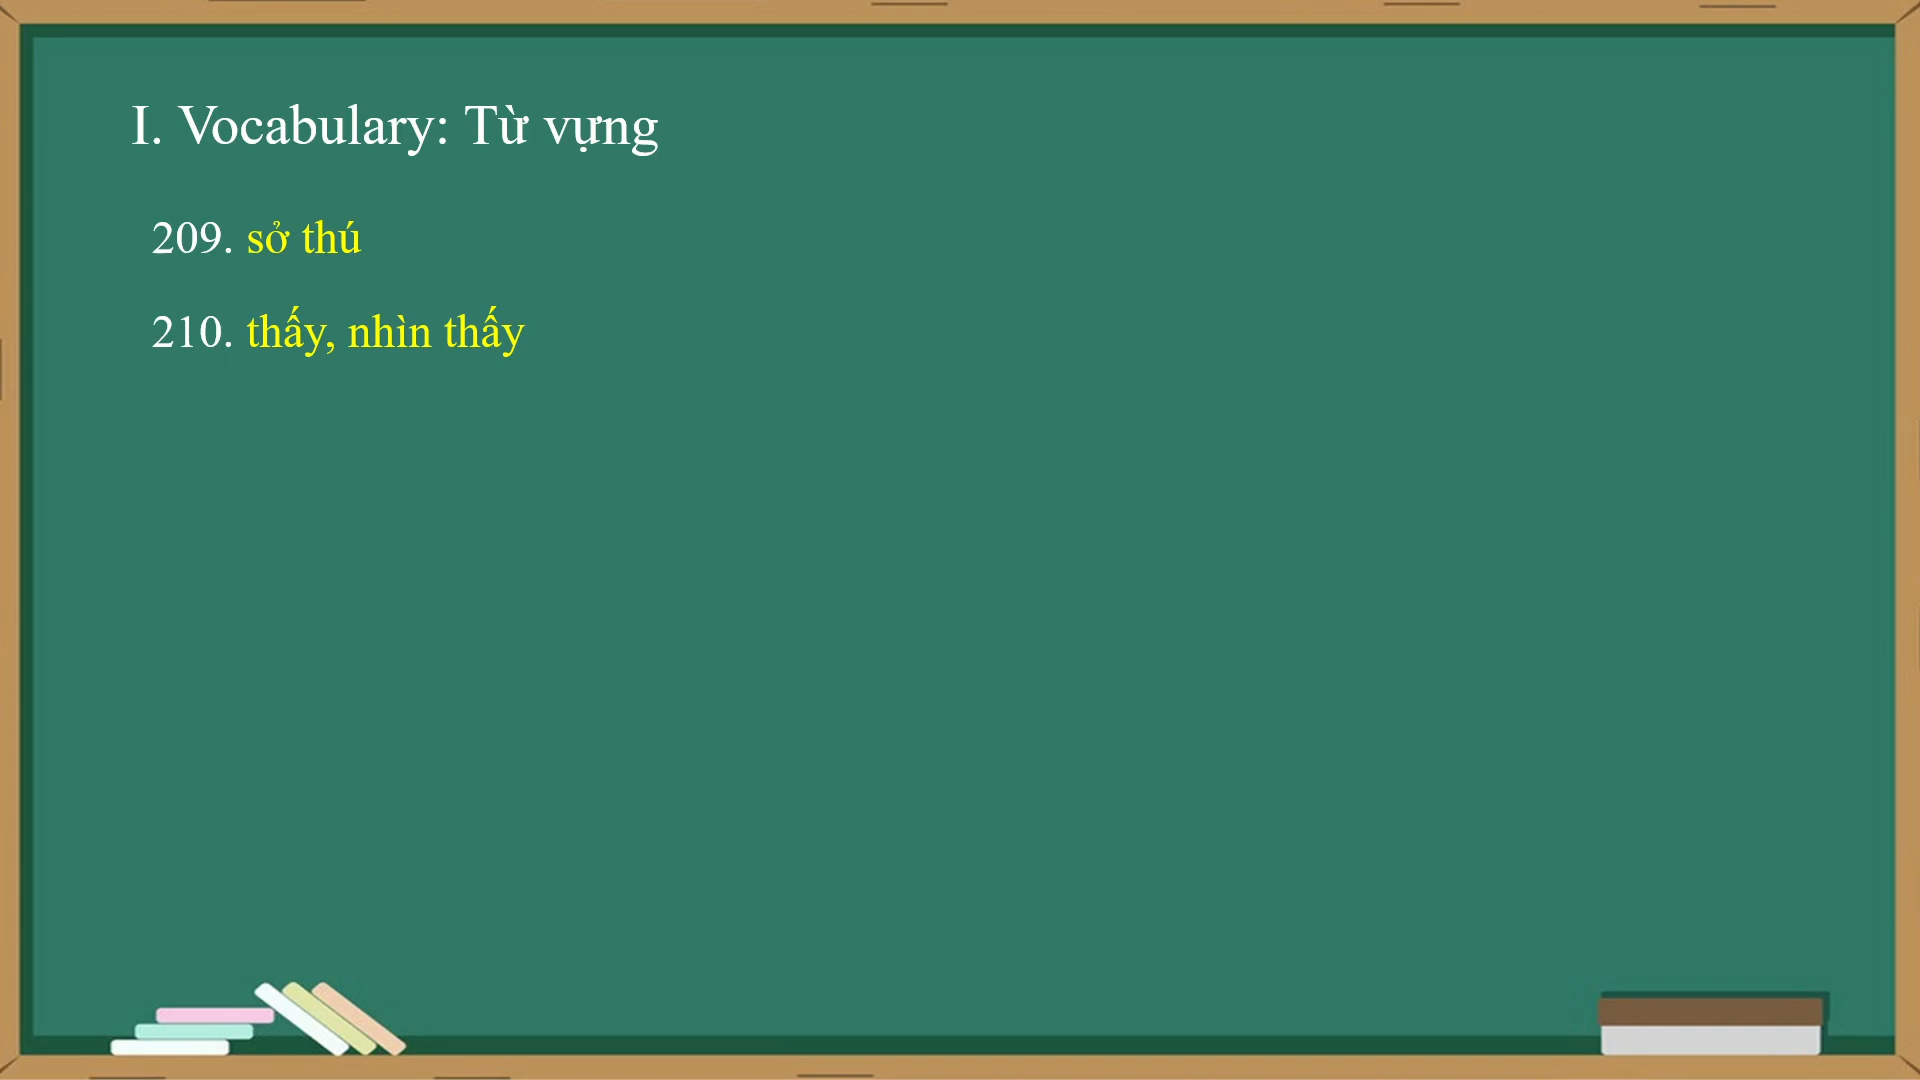 I. Vocabulary: Từ vựng
209. sở thú
210. thấy, nhìn thấy